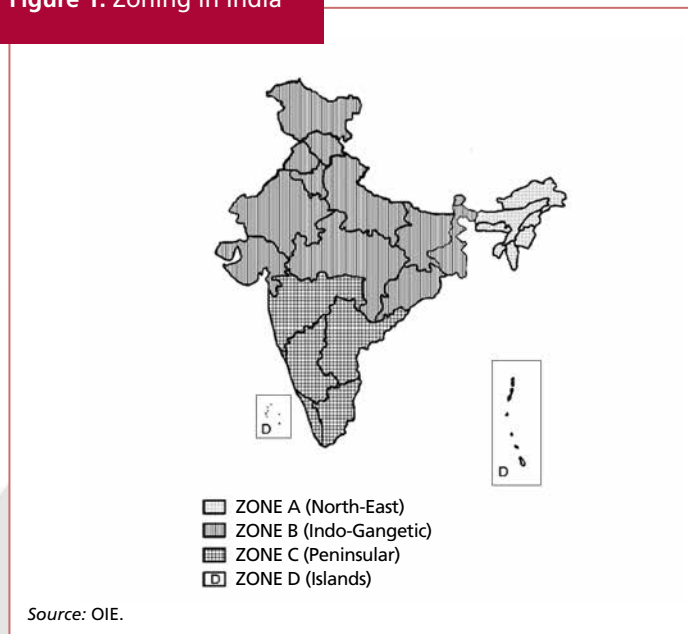 Figure 1. Zoning in India
D
D
ZONE A (North-East)
ZONE B (Indo-Gangetic)
ZONE C (Peninsular)
D ZONE D (Islands)
Source: OIE.